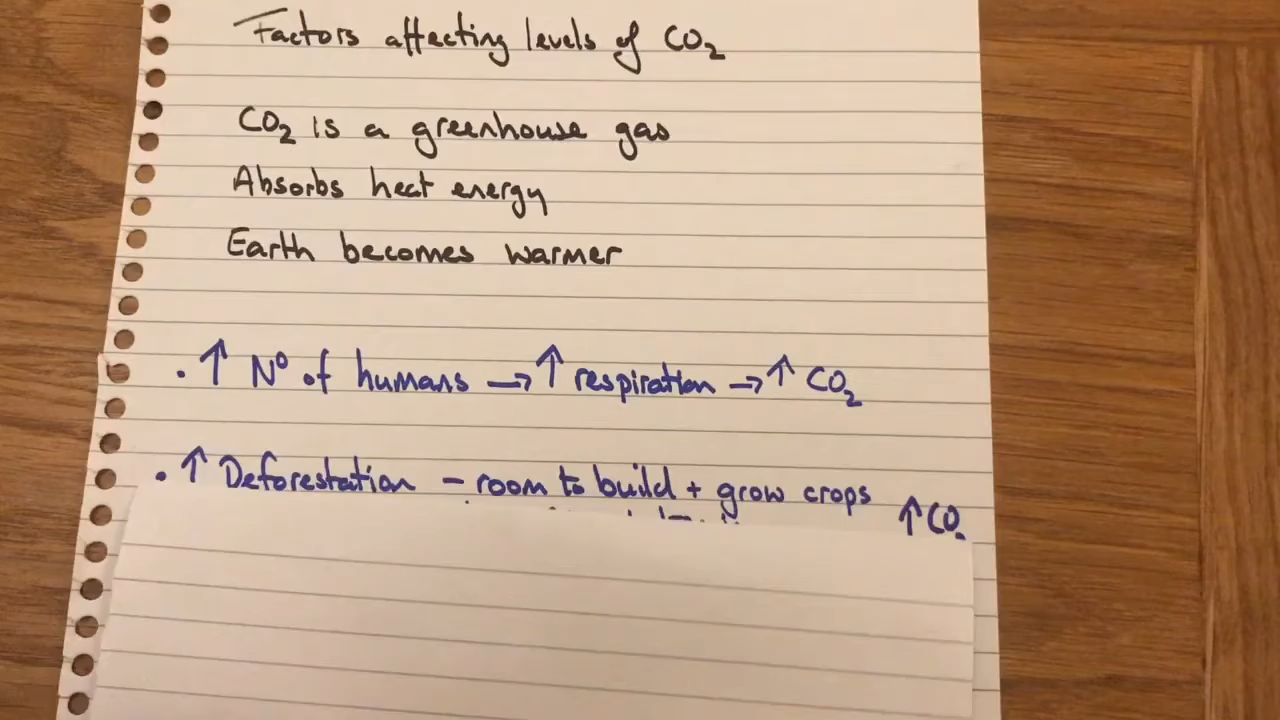 Factors affecting levels of CO₂
CO₂ is a greenhouse gas
Absorbs heat energy
Earth becomes warmer
. ↑ Nº of humans → ↑ respiration → ↑ CO₂
. ↑ Deforestation - room to build + grow crops ↑ CO₂